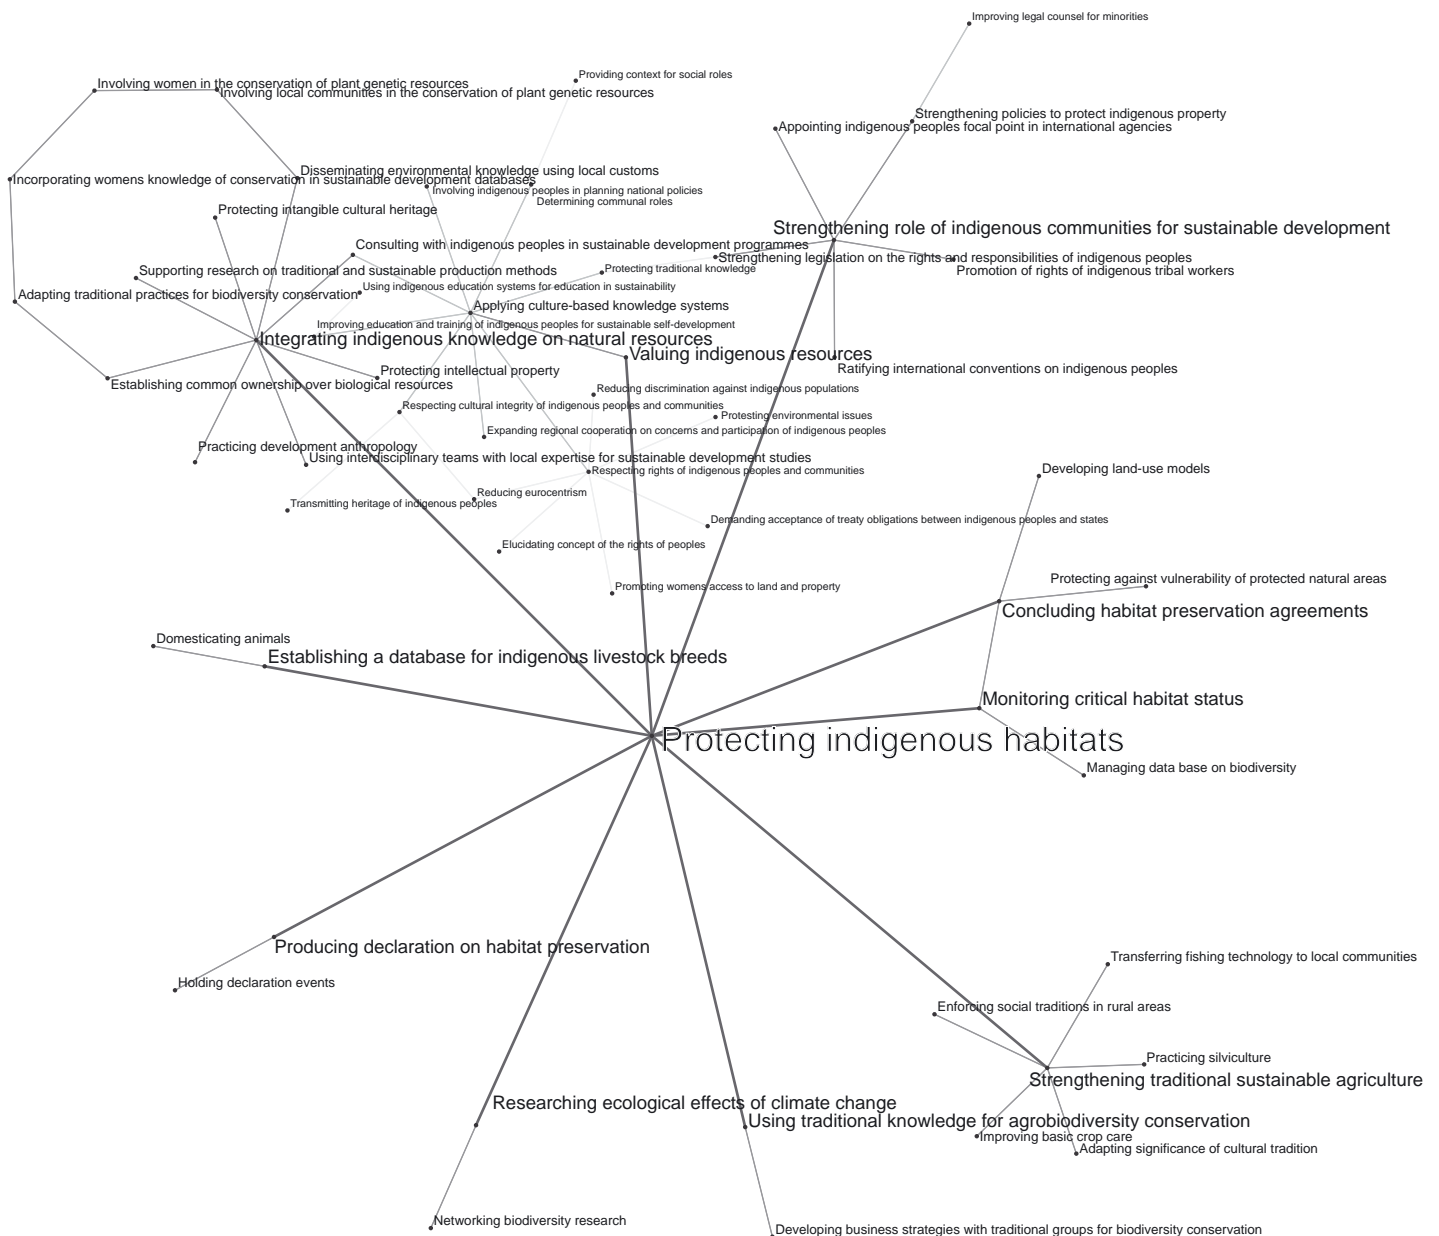 Improving legal counsel for minorities
Providing context for social roles
Involving women in the conservation of plant genetic resources
Involving local communities in the conservation of plant genetic resources
Strengthening policies to protect indigenous property
Appointing indigenous peoples focal point in international agencies
Disseminating environmental knowledge using local customs
Incorporating womens knowledge of conservation in sustainable development databases
Involving indigenous peoples in planning national policies
Determining communal roles
Protecting intangible cultural heritage
Strengthening role of indigenous communities for sustainable development
Consulting with indigenous peoples in sustainable development programmes
Strengthening legislation on the rights and responsibilities of indigenous peoples
Supporting research on traditional and sustainable production methods
Protecting traditional knowledge
Promotion of rights of indigenous tribal workers
Using indigenous education systems for education in sustainability
Adapting traditional practices for biodiversity conservation
Applying culture-based knowledge systems
Improving education and training of indigenous peoples for sustainable self-development
Integrating indigenous knowledge on natural resources
Valuing indigenous resources
Ratifying international conventions on indigenous peoples
Protecting intellectual property
Establishing common ownership over biological resources
Reducing discrimination against indigenous populations
Respecting cultural integrity of indigenous peoples and communities
Protesting environmental issues
Expanding regional cooperation on concerns and participation of indigenous peoples
Practicing development anthropology
Using interdisciplinary teams with local expertise for sustainable development studies
Respecting rights of indigenous peoples and communities
Developing land-use models
Reducing eurocentrism
Transmitting heritage of indigenous peoples
Demanding acceptance of treaty obligations between indigenous peoples and states
Elucidating concept of the rights of peoples
Protecting against vulnerability of protected natural areas
Promoting womens access to land and property
Concluding habitat preservation agreements
Domesticating animals
Establishing a database for indigenous livestock breeds
Monitoring critical habitat status
Protecting indigenous habitats
Managing data base on biodiversity
Producing declaration on habitat preservation
Transferring fishing technology to local communities
Holding declaration events
Enforcing social traditions in rural areas
Practicing silviculture
Strengthening traditional sustainable agriculture
Researching ecological effects of climate change
Using traditional knowledge for agrobiodiversity conservation
Improving basic crop care
Adapting significance of cultural tradition
Networking biodiversity research
Developing business strategies with traditional groups for biodiversity conservation